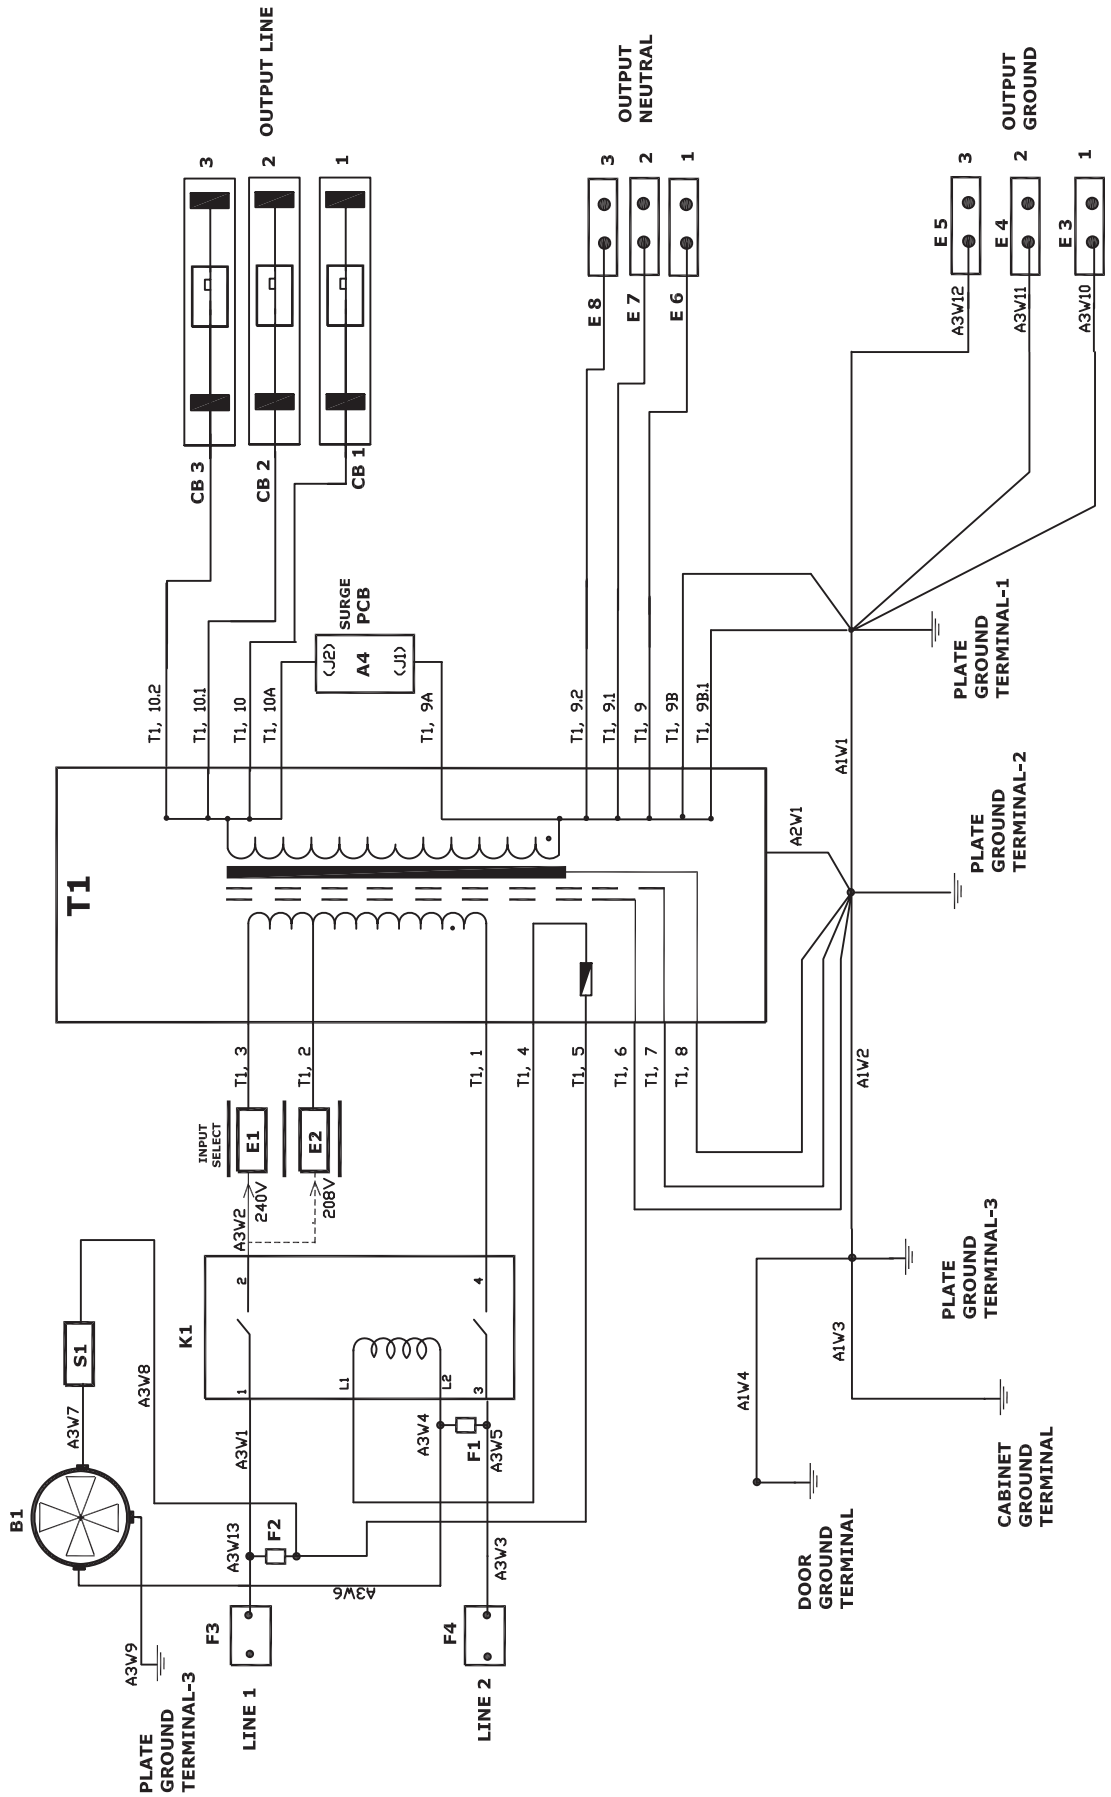 B1
A3W9
PLATE
GROUND
TERMINAL-3
A3W7
S1
A3W8
LINE 1
F3
A3W13
F2
A3W6
A3W1
LINE 2
F4
A3W3
A3W4
F1
A3W5
K1
1
2
L1
L2
3
4
A3W2
240V
208V
INPUT
SELECT
E1
E2
T1, 3
T1, 2
T1, 1
T1, 4
T1, 5
T1, 6
T1, 7
T1, 8
T1
T1, 10.2
T1, 10.1
T1, 10
T1, 10A
T1, 9A
T1, 9.2
T1, 9.1
T1, 9
T1, 9B
T1, 9B.1
SURGE
PCB
(J2)
A4
(J1)
CB 3
CB 2
CB 1
3
2
1
OUTPUT LINE
E 8
E 7
E 6
3
2
1
OUTPUT
NEUTRAL
E 5
E 4
E 3
A3W12
A3W11
A3W10
3
2
1
OUTPUT
GROUND
PLATE
GROUND
TERMINAL-1
A1W1
A2W1
PLATE
GROUND
TERMINAL-2
A1W2
PLATE
GROUND
TERMINAL-3
A1W3
A1W4
CABINET
GROUND
TERMINAL
DOOR
GROUND
TERMINAL